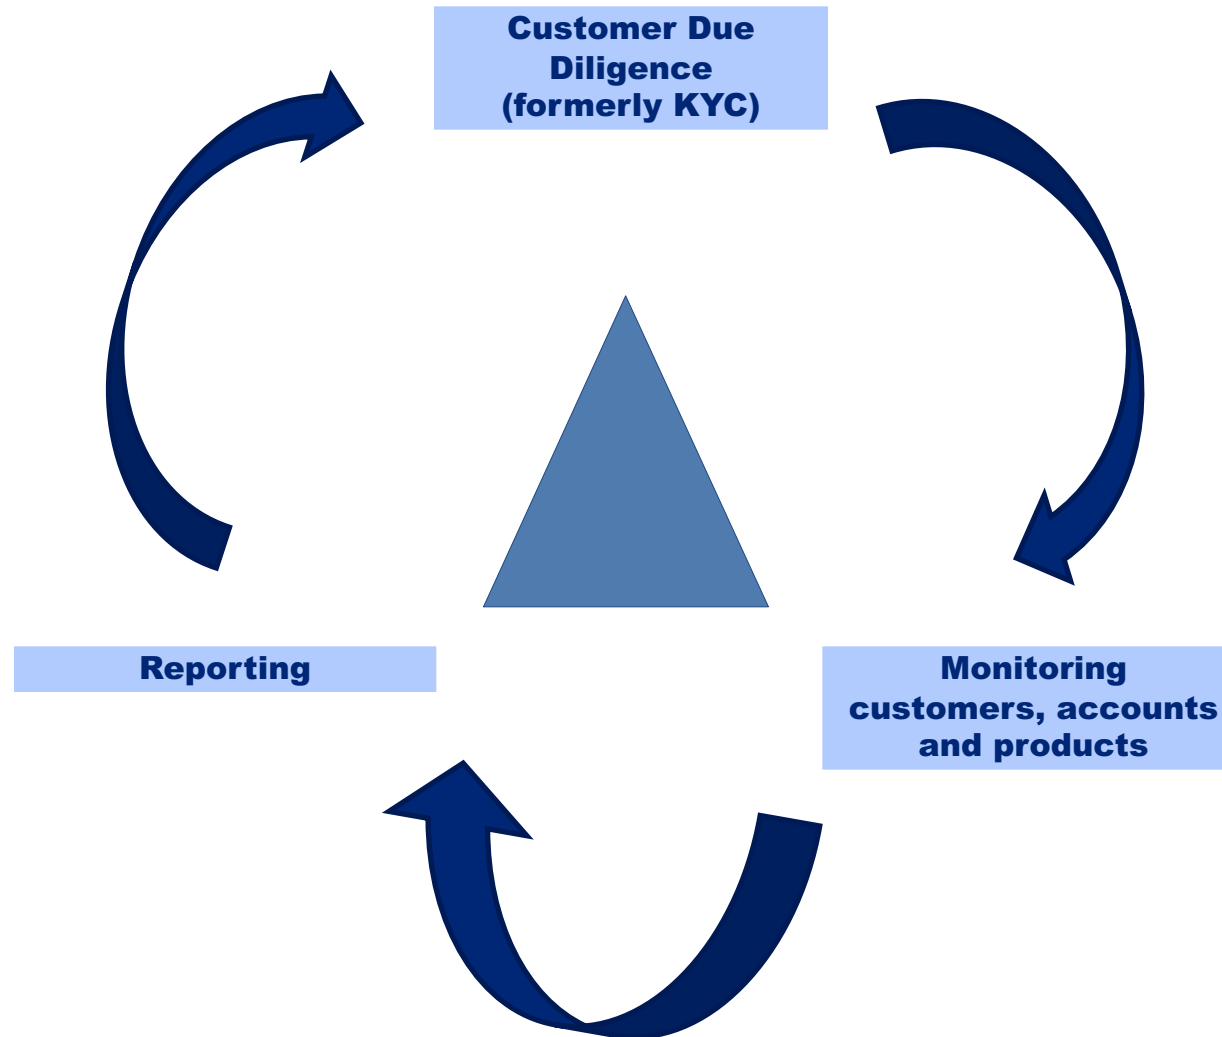 Customer Due
Diligence
(formerly KYC)
Reporting
Monitoring
customers, accounts
and products